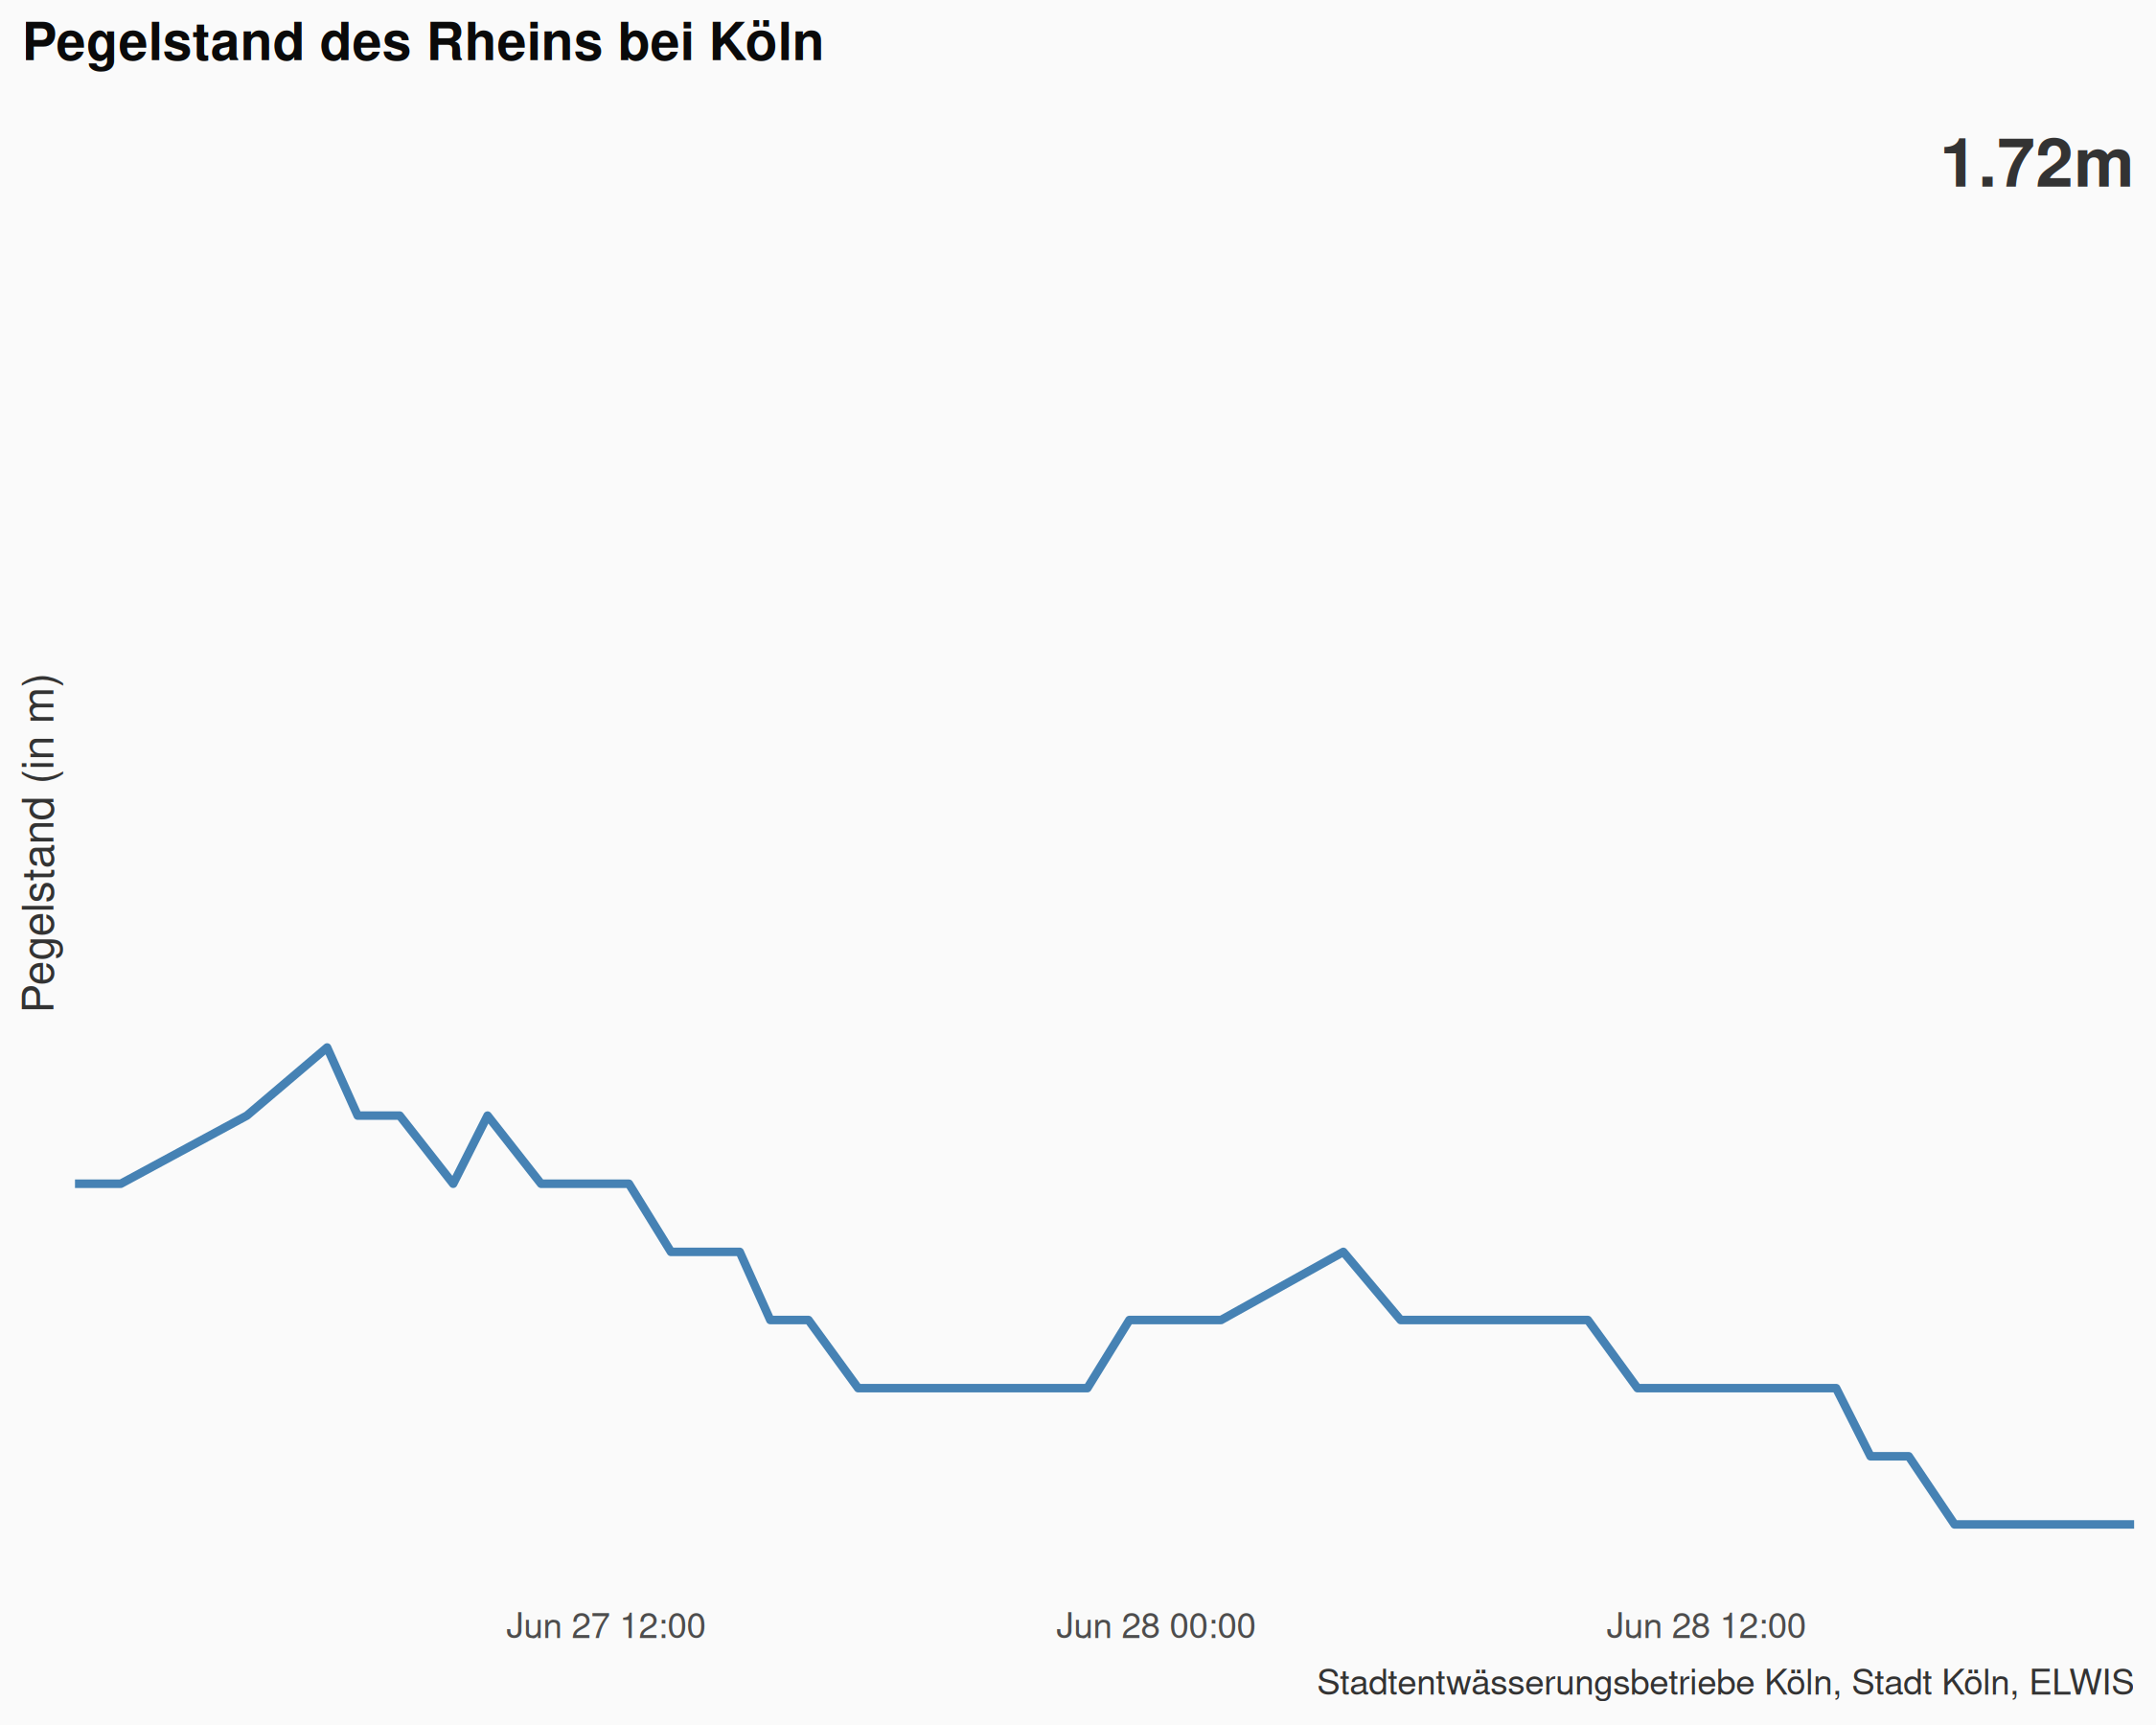 Pegelstand des Rheins bei Köln
1.72m
Pegelstand (in m)
Jun 27 12:00
Jun 28 00:00
Jun 28 12:00
Stadtentwässerungsbetriebe Köln, Stadt Köln, ELWIS